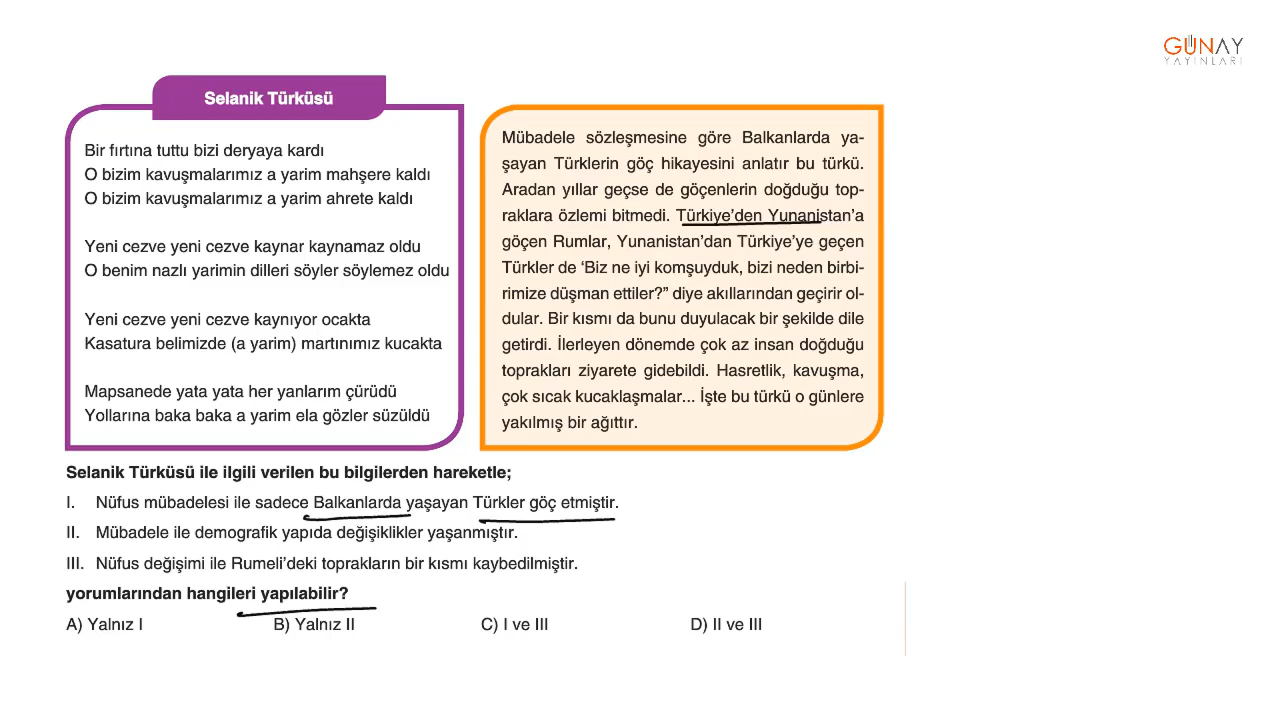 GÜNAY
YAYINLARI
Selanik Türküsü
Bir fırtına tuttu bizi deryaya kardı
O bizim kavuşmalarımız a yarim mahşere kaldı
O bizim kavuşmalarımız a yarim ahrete kaldı
Yeni cezve yeni cezve kaynar kaynamaz oldu
O benim nazlı yarimin dilleri söyler söylemez oldu
Yeni cezve yeni cezve kaynıyor ocakta
Kasatura belimizde (a yarim) martınımız kucakta
Mapsanede yata yata her yanlarım çürüdü
Yollarına baka baka a yarim ela gözler süzüldü
Mübadele sözleşmesine göre Balkanlarda ya-
şayan Türklerin göç hikayesini anlatır bu türkü.
Aradan yıllar geçse de göçenlerin doğduğu top-
raklara özlemi bitmedi. Türkiye'den Yunanistan'a
göçen Rumlar, Yunanistan'dan Türkiye'ye geçen
Türkler de 'Biz ne iyi komşuyduk, bizi neden birbi-
rimize düşman ettiler?" diye akıllarından geçirir ol-
dular. Bir kısmı da bunu duyulacak bir şekilde dile
getirdi. İlerleyen dönemde çok az insan doğduğu
toprakları ziyarete gidebildi. Hasretlik, kavuşma,
çok sıcak kucaklaşmalar... İşte bu türkü o günlere
yakılmış bir ağıttır.
Selanik Türküsü ile ilgili verilen bu bilgilerden hareketle;
I. Nüfus mübadelesi ile sadece Balkanlarda yaşayan Türkler göç etmiştir.
II. Mübadele ile demografik yapıda değişiklikler yaşanmıştır.
III. Nüfus değişimi ile Rumeli'deki toprakların bir kısmı kaybedilmiştir.
yorumlarından hangileri yapılabilir?
A) Yalnız I B) Yalnız II C) I ve III D) II ve III